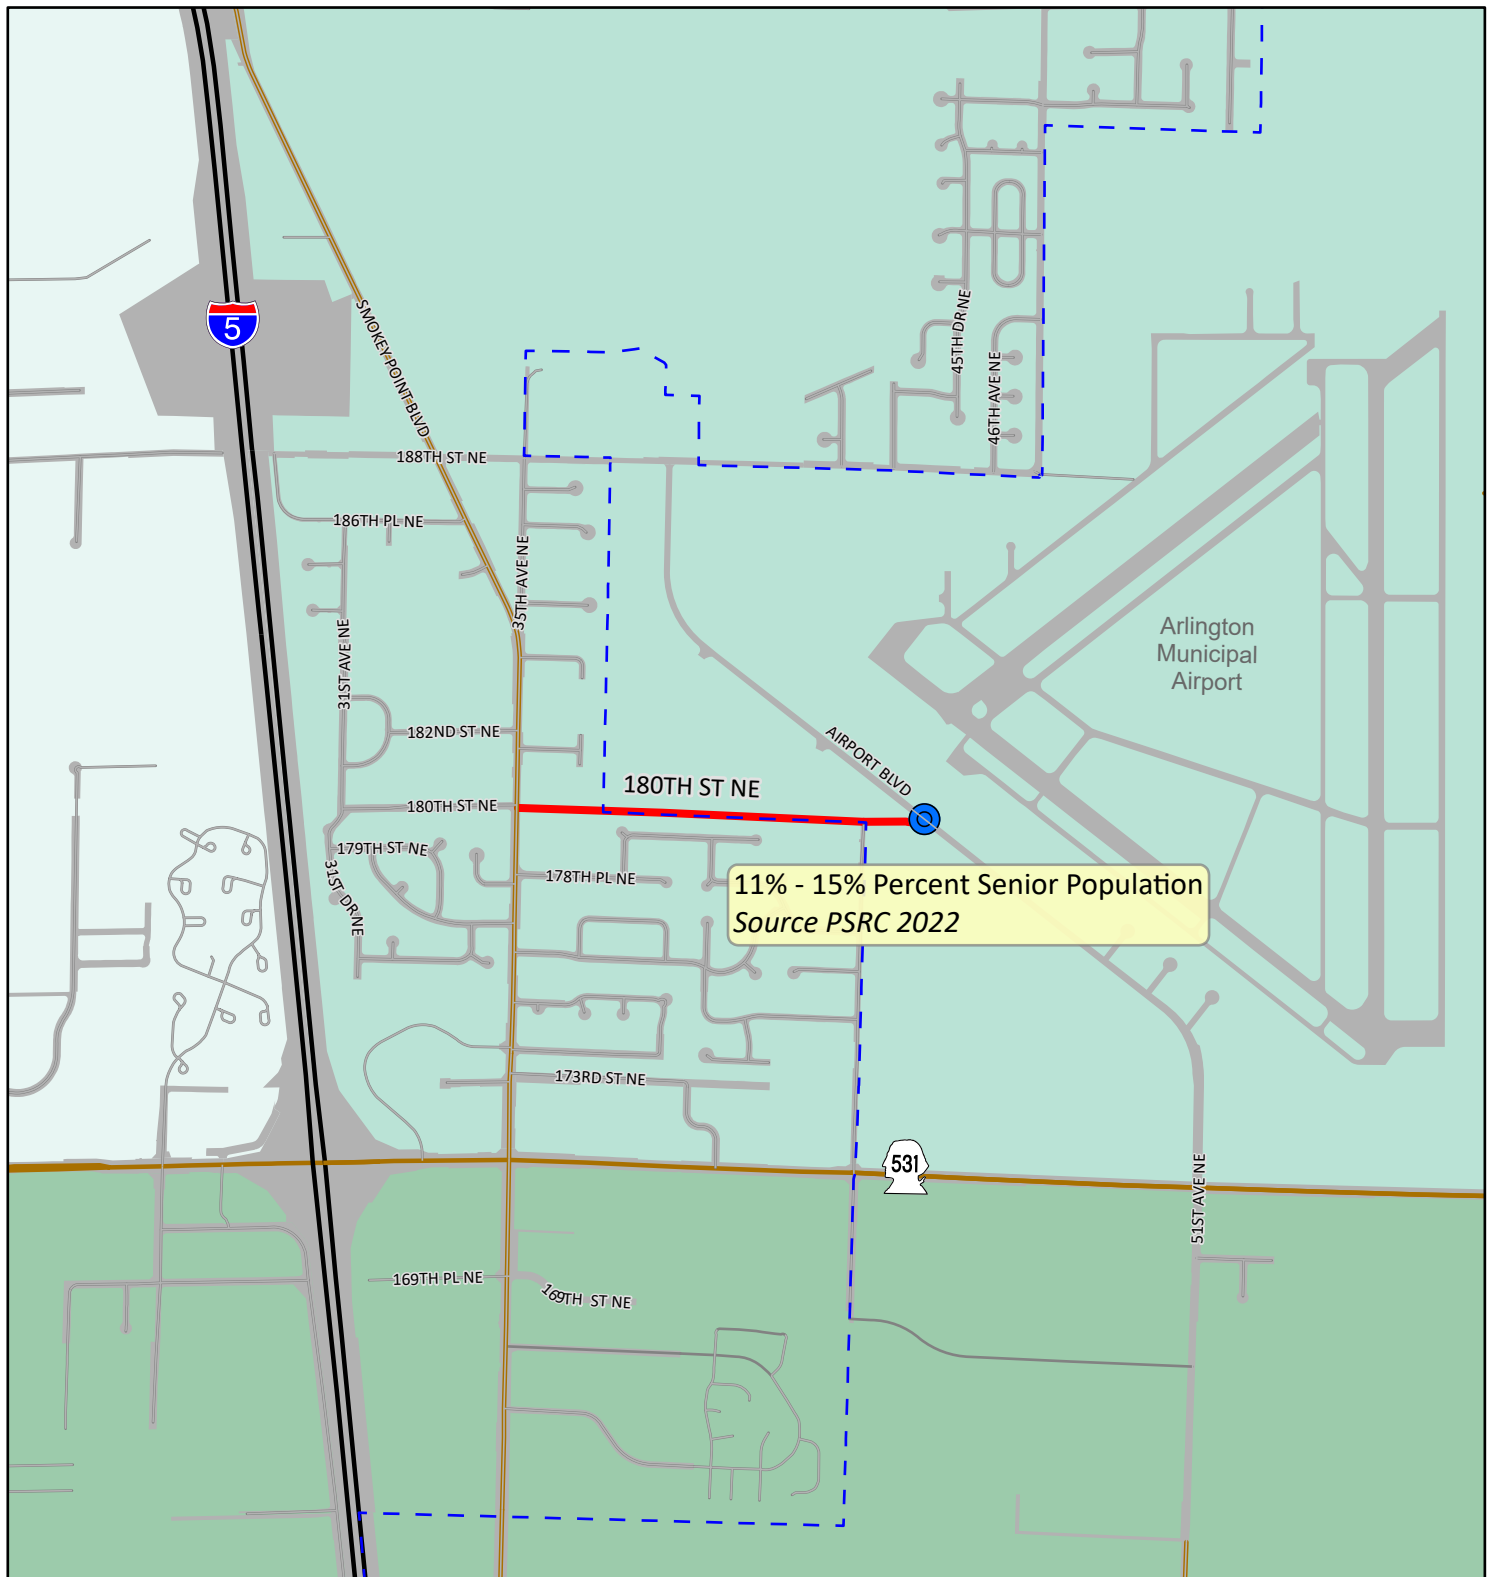 5
SMOKEY POINT BLVD
45TH DR NE
46TH AVE NE
188TH ST NE
186TH PL NE
35TH AVE NE
31ST AVE NE
Arlington
Municipal
Airport
182ND ST NE
AIRPORT BLVD
180TH ST NE
180TH ST NE
179TH ST NE
31ST DR NE
178TH PL NE
11% - 15% Percent Senior Population
Source PSRC 2022
173RD ST NE
531
51ST AVE NE
169TH PL NE
169TH ST NE